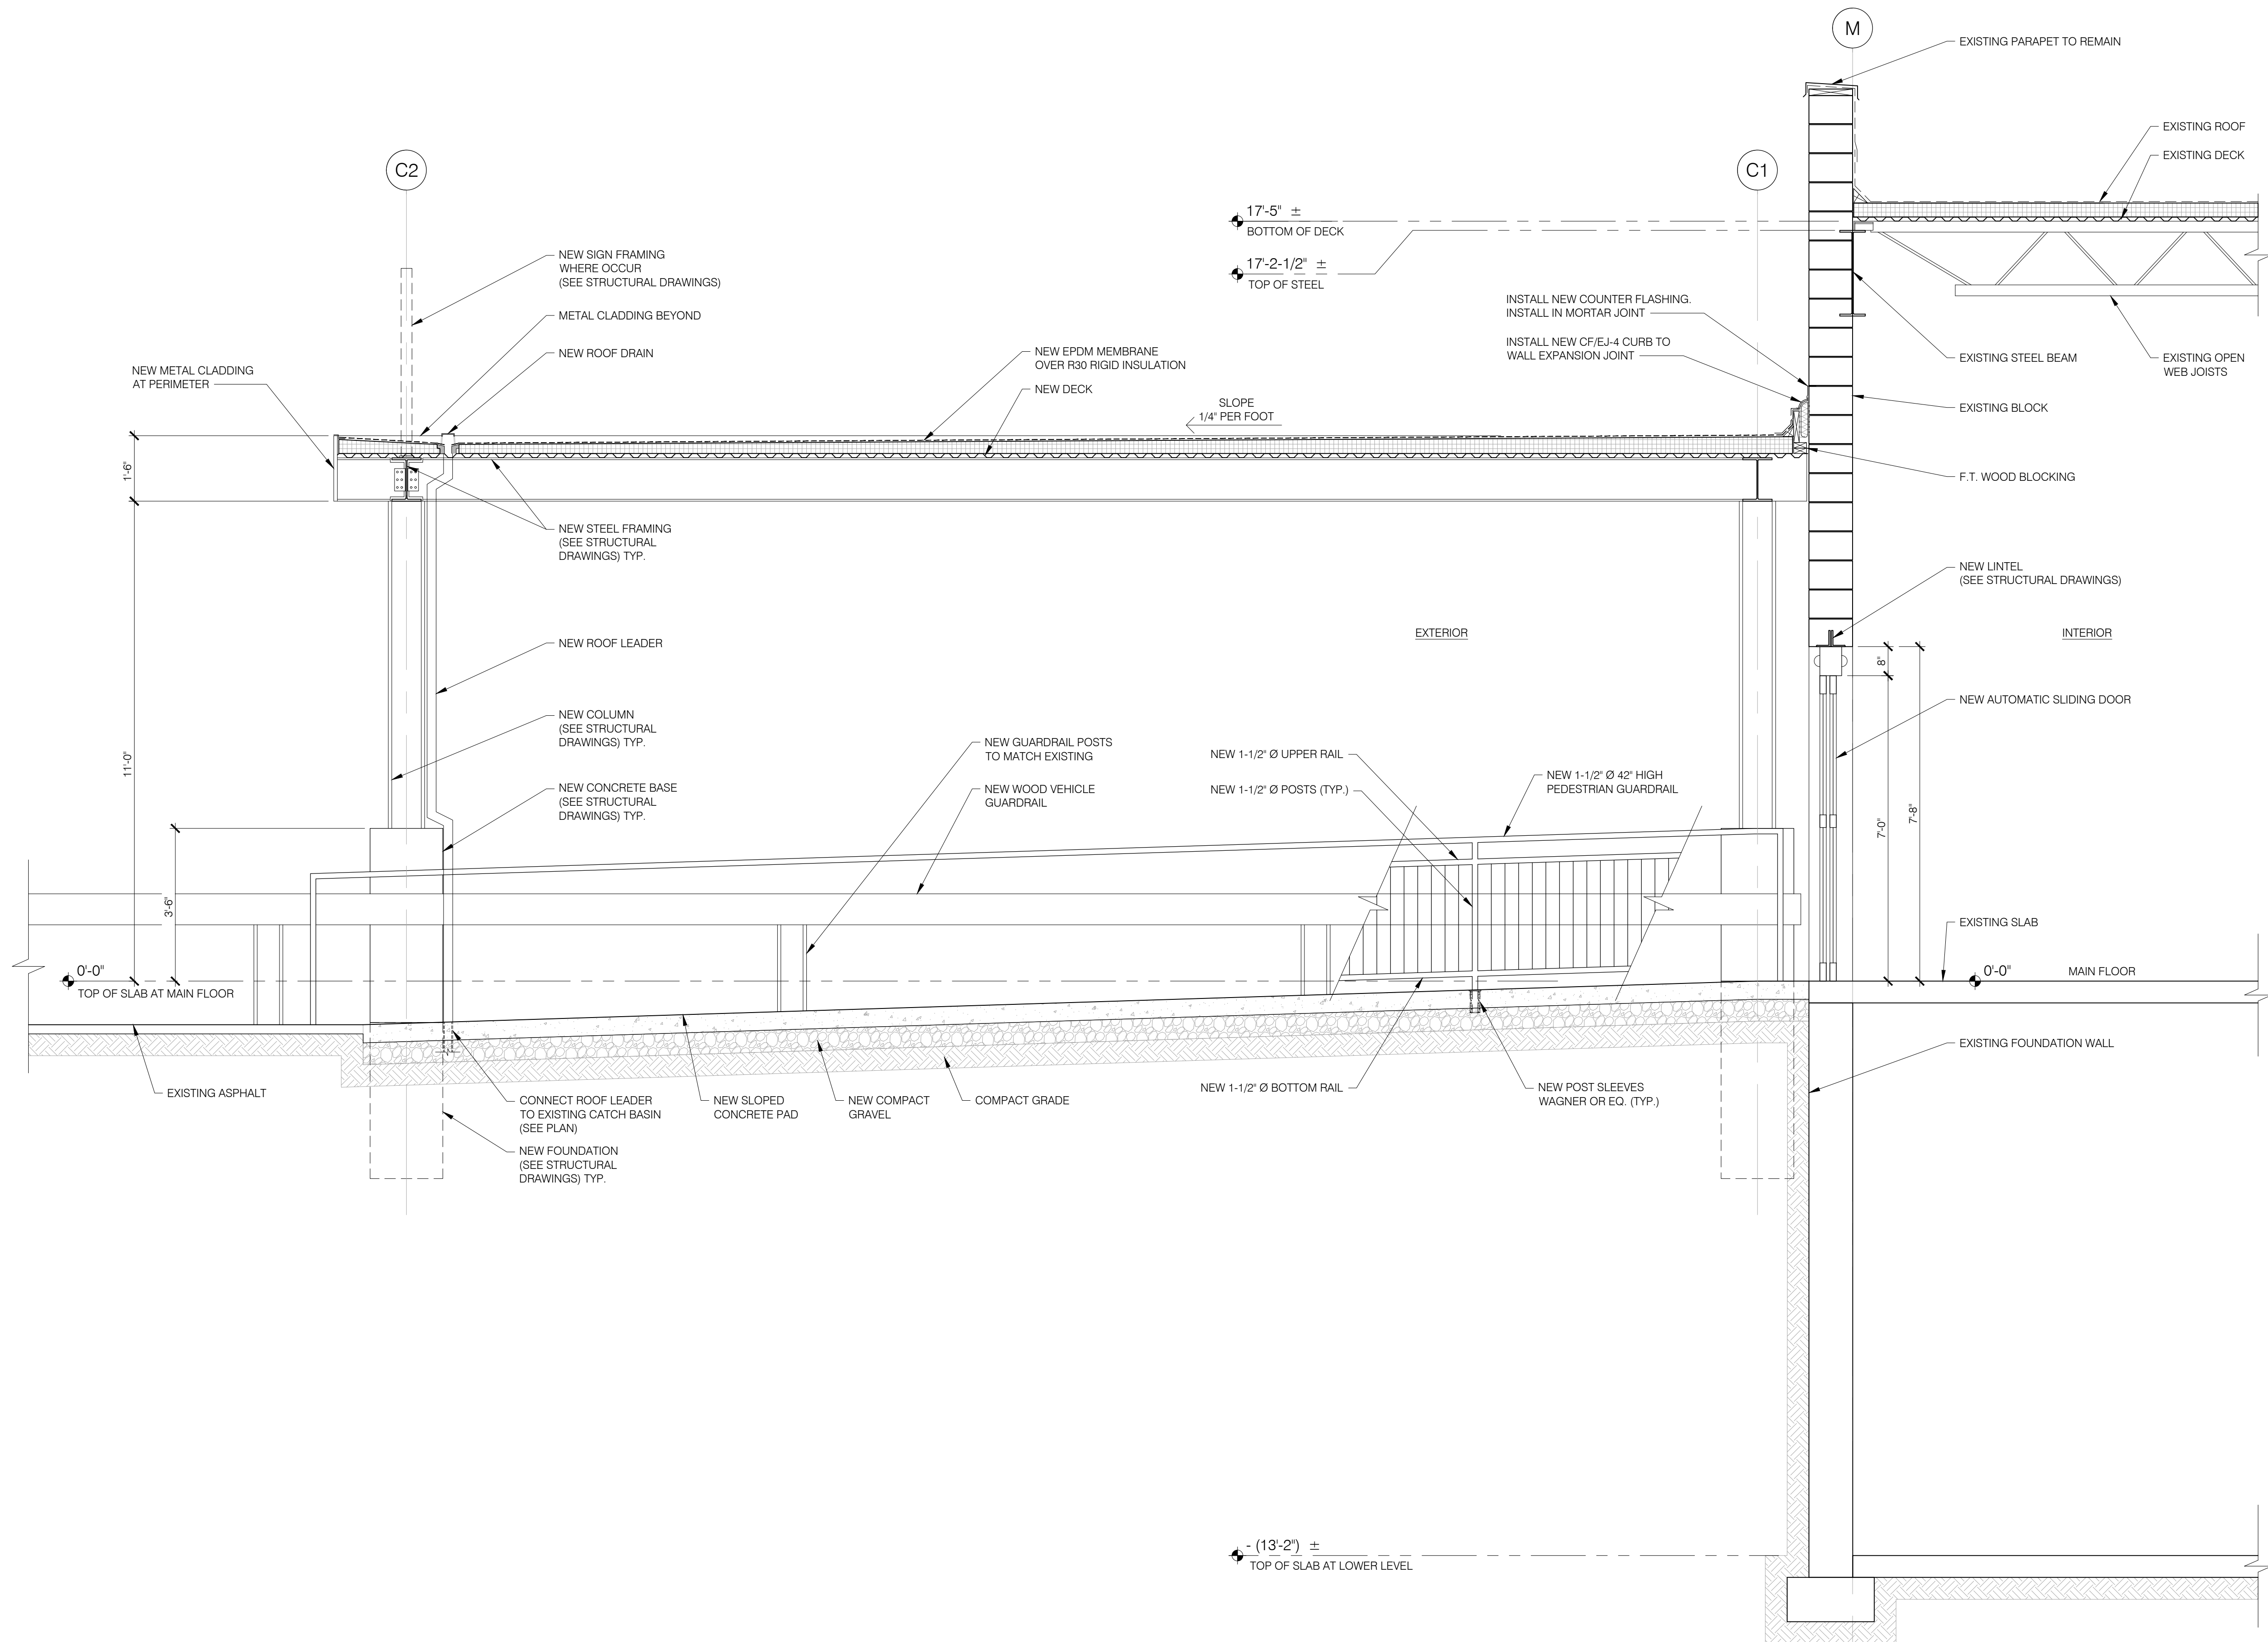 M
EXISTING PARAPET TO REMAIN
EXISTING ROOF
EXISTING DECK
C2
C1
17'-5" ±
BOTTOM OF DECK
17'-2-1/2" ±
TOP OF STEEL
NEW SIGN FRAMING
WHERE OCCUR
(SEE STRUCTURAL DRAWINGS)
METAL CLADDING BEYOND
NEW ROOF DRAIN
NEW METAL CLADDING
AT PERIMETER
NEW EPDM MEMBRANE
OVER R30 RIGID INSULATION
NEW DECK
SLOPE
1/4" PER FOOT
INSTALL NEW COUNTER FLASHING.
INSTALL IN MORTAR JOINT
INSTALL NEW CF/EJ-4 CURB TO
WALL EXPANSION JOINT
EXISTING STEEL BEAM
EXISTING OPEN
WEB JOISTS
EXISTING BLOCK
F.T. WOOD BLOCKING
1'-6"
NEW STEEL FRAMING
(SEE STRUCTURAL
DRAWINGS) TYP.
NEW LINTEL
(SEE STRUCTURAL DRAWINGS)
EXTERIOR
INTERIOR
NEW ROOF LEADER
8"
NEW AUTOMATIC SLIDING DOOR
NEW COLUMN
(SEE STRUCTURAL
DRAWINGS) TYP.
11'-0"
NEW GUARDRAIL POSTS
TO MATCH EXISTING
NEW 1-1/2" Ø UPPER RAIL
NEW 1-1/2" Ø 42" HIGH
PEDESTRIAN GUARDRAIL
NEW CONCRETE BASE
(SEE STRUCTURAL
DRAWINGS) TYP.
NEW WOOD VEHICLE
GUARDRAIL
NEW 1-1/2" Ø POSTS (TYP.)
7'-0"
7'-8"
3'-6"
EXISTING SLAB
0'-0"
TOP OF SLAB AT MAIN FLOOR
0'-0"
MAIN FLOOR
EXISTING FOUNDATION WALL
EXISTING ASPHALT
CONNECT ROOF LEADER
TO EXISTING CATCH BASIN
(SEE PLAN)
NEW SLOPED
CONCRETE PAD
NEW COMPACT
GRAVEL
COMPACT GRADE
NEW 1-1/2" Ø BOTTOM RAIL
NEW POST SLEEVES
WAGNER OR EQ. (TYP.)
NEW FOUNDATION
(SEE STRUCTURAL
DRAWINGS) TYP.
- (13'-2") ±
TOP OF SLAB AT LOWER LEVEL